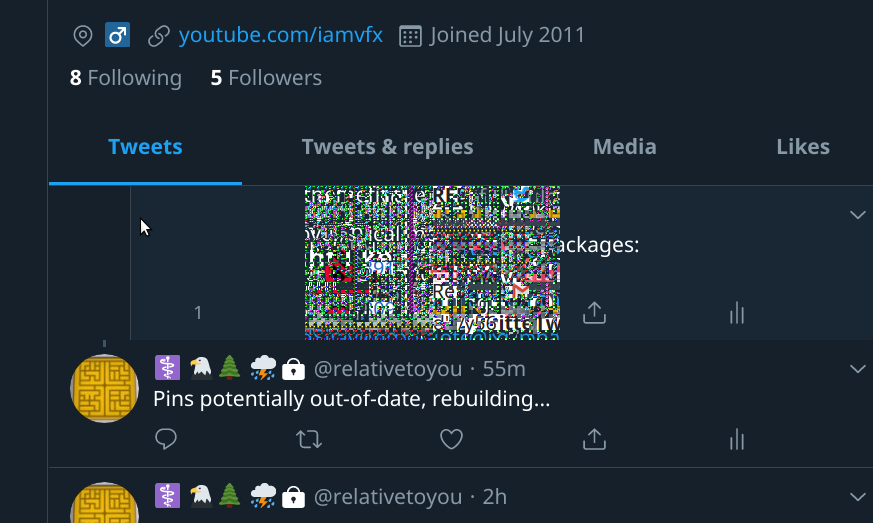 youtube.com/iamvfx Joined July 2011
8 Following 5 Followers
Tweets Tweets & replies Media Likes
ackages:
1
@relativetoyou · 55m
Pins potentially out-of-date, rebuilding...
@relativetoyou · 2h